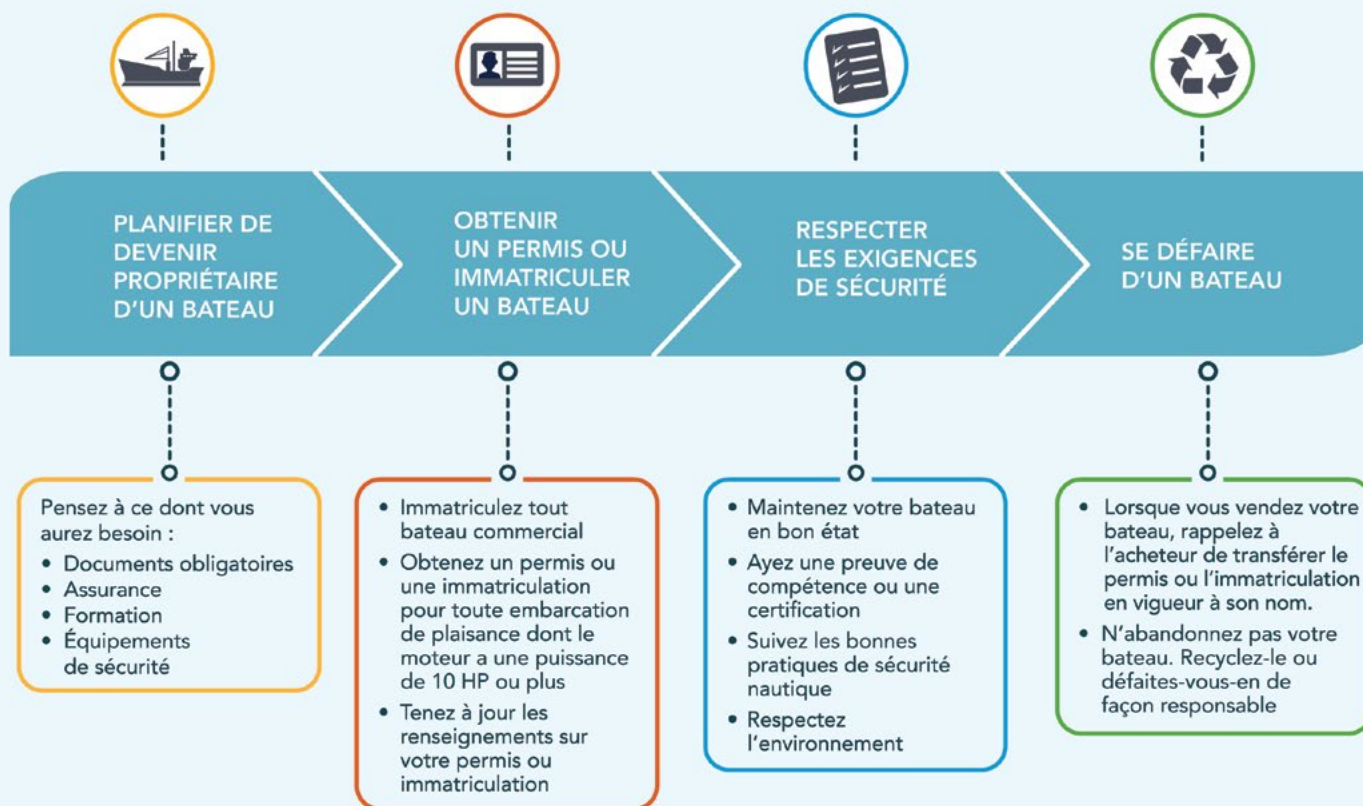 PLANIFIER DE
DEVENIR
PROPRIÉTAIRE
D'UN BATEAU
OBTENIR
UN PERMIS OU
IMMATRICULER
UN BATEAU
RESPECTER
LES EXIGENCES
DE SÉCURITÉ
SE DÉFAIRE
D'UN BATEAU
Pensez à ce dont vous
aurez besoin :
• Documents obligatoires
• Assurance
• Formation
• Équipements
de sécurité
• Immatriculez tout
bateau commercial
• Obtenez un permis ou
une immatriculation
pour toute embarcation
de plaisance dont le
moteur a une puissance
de 10 HP ou plus
• Tenez à jour les
renseignements sur
votre permis ou
immatriculation
• Maintenez votre bateau
en bon état
• Ayez une preuve de
compétence ou une
certification
• Suivez les bonnes
pratiques de sécurité
nautique
• Respectez
l'environnement
• Lorsque vous vendez votre
bateau, rappelez à
l'acheteur de transférer le
permis ou l'immatriculation
en vigueur à son nom.
• N'abandonnez pas votre
bateau. Recyclez-le ou
défaites-vous-en de
façon responsable